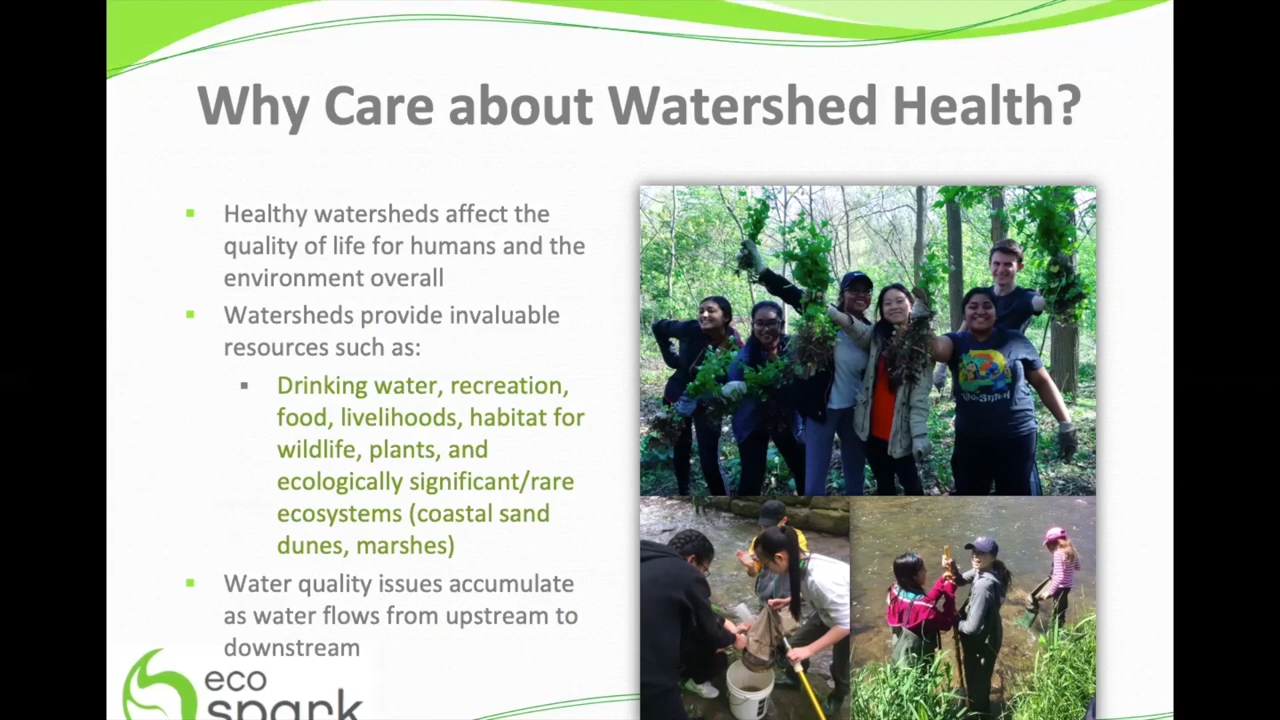 Why Care about Watershed Health?
Healthy watersheds affect the
quality of life for humans and the
environment overall
Watersheds provide invaluable
resources such as:
Drinking water, recreation,
food, livelihoods, habitat for
wildlife, plants, and
ecologically significant/rare
ecosystems (coastal sand
dunes, marshes)
Water quality issues accumulate
as water flows from upstream to
downstream
eco
spark